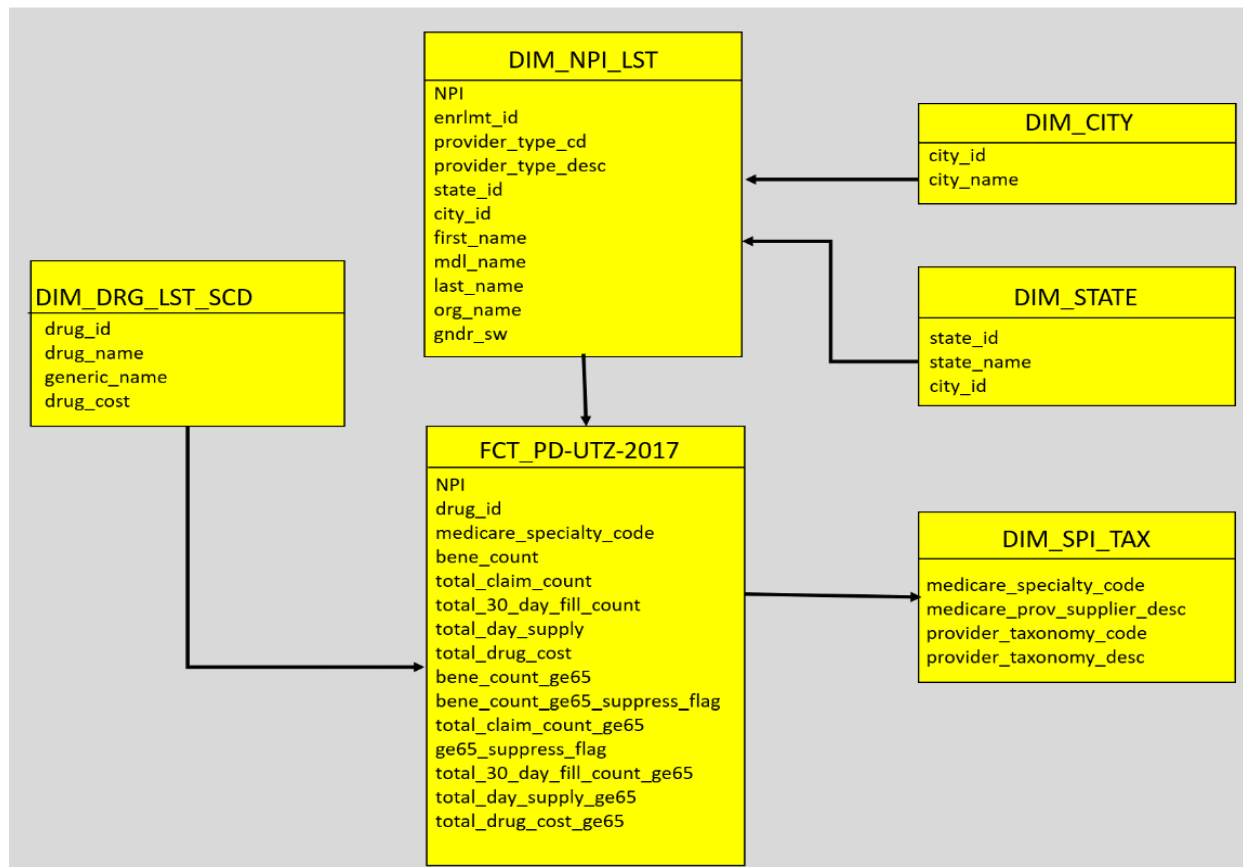 DIM_NPI_LST
NPI
enrlmt_id
provider_type_cd
provider_type_desc
state_id
city_id
first_name
mdl_name
last_name
org_name
gndr_sw
DIM_CITY
city_id
city_name
DIM_DRG_LST_SCD
drug_id
drug_name
generic_name
drug_cost
DIM_STATE
state_id
state_name
city_id
FCT_PD-UTZ-2017
NPI
drug_id
medicare_specialty_code
bene_count
total_claim_count
total_30_day_fill_count
total_day_supply
total_drug_cost
bene_count_ge65
bene_count_ge65_suppress_flag
total_claim_count_ge65
ge65_suppress_flag
total_30_day_fill_count_ge65
total_day_supply_ge65
total_drug_cost_ge65
DIM_SPI_TAX
medicare_specialty_code
medicare_prov_supplier_desc
provider_taxonomy_code
provider_taxonomy_desc